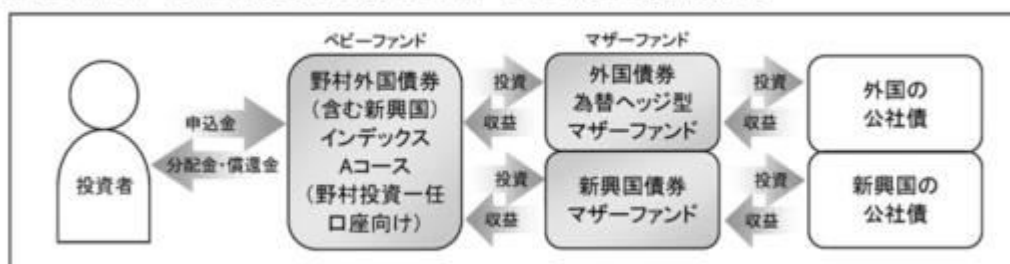 ベビーファンド
マザーファンド
投資者
申込金
分配金・償還金
野村外国債券
(含む新興国)
インデックス
Aコース
(野村投資一任
口座向け)
投資
収益
投資
収益
外国債券
為替ヘッジ型
マザーファンド
新興国債券
マザーファンド
投資
収益
投資
収益
外国の
公社債
新興国の
公社債